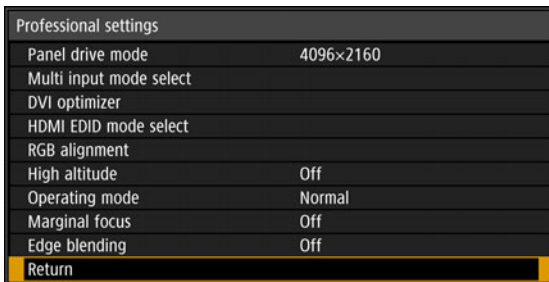 Professional settings
Panel drive mode 4096×2160
Multi input mode select
DVI optimizer
HDMI EDID mode select
RGB alignment
High altitude Off
Operating mode Normal
Marginal focus Off
Edge blending Off
Return